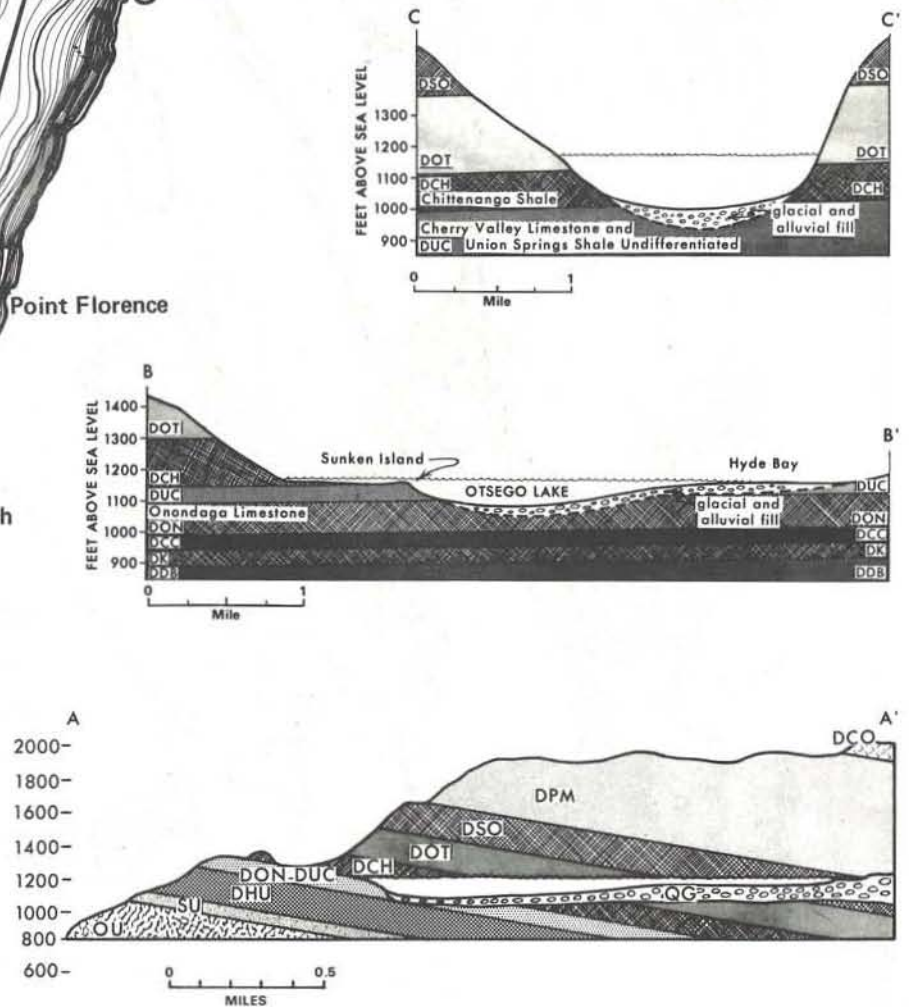 C
C'
Point Florence
FEET ABOVE SEA LEVEL
1300
1200
1100
1000
900
DSO
DOT
DCH
Chittenango Shale
Cherry Valley Limestone and
DUC Union Springs Shale Undifferentiated
glacial and
alluvial fill
DSO
DOT
DCH
0
1
Mile
B
B'
FEET ABOVE SEA LEVEL
1400
1300
1200
1100
1000
900
DOT
DCH
DUC
Onondaga Limestone
DON
DCC
DK
DDB
Sunken Island
OTSEGO LAKE
Hyde Bay
glacial and
alluvial fill
DUC
DON
DCC
DK
DDB
h
0
1
Mile
A
A'
2000-
1800-
1600-
1400-
1200-
1000-
800-
600-
DCO
DPM
DSO
DOT
DCH
DON-DUC
DHU
SU
OU
QG
0
0.5
MILES